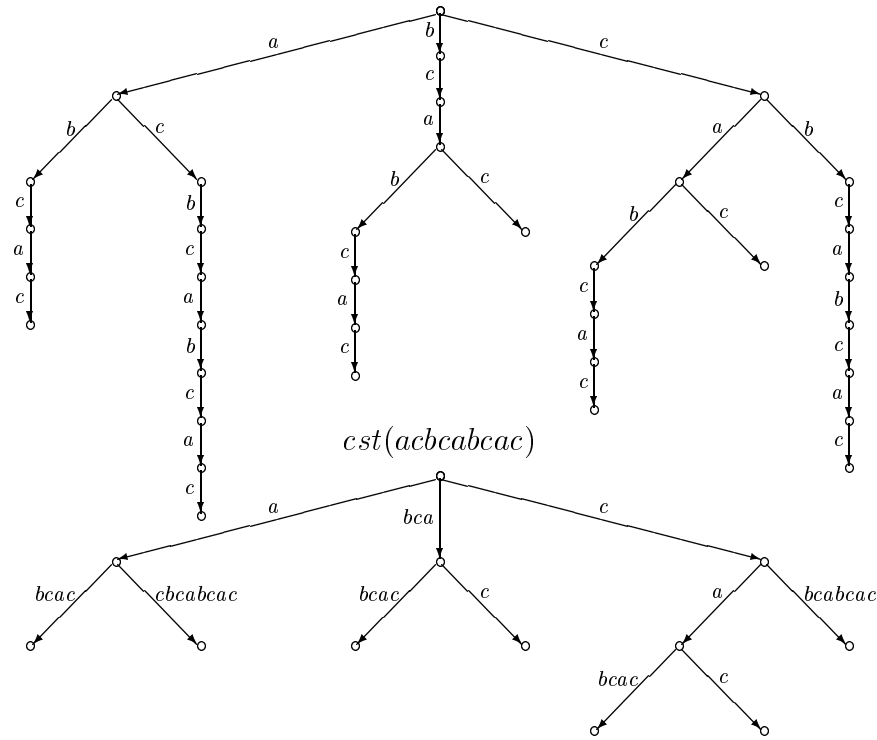 b
a c
c
b c a b
a
c b b c c
b c
a c a
c c
a a b
c a c
c b c
c a
c
a
cst(acbcabcac)
c
a c
bca
bcac cbcabcac bcac c a bcabcac
bcac c